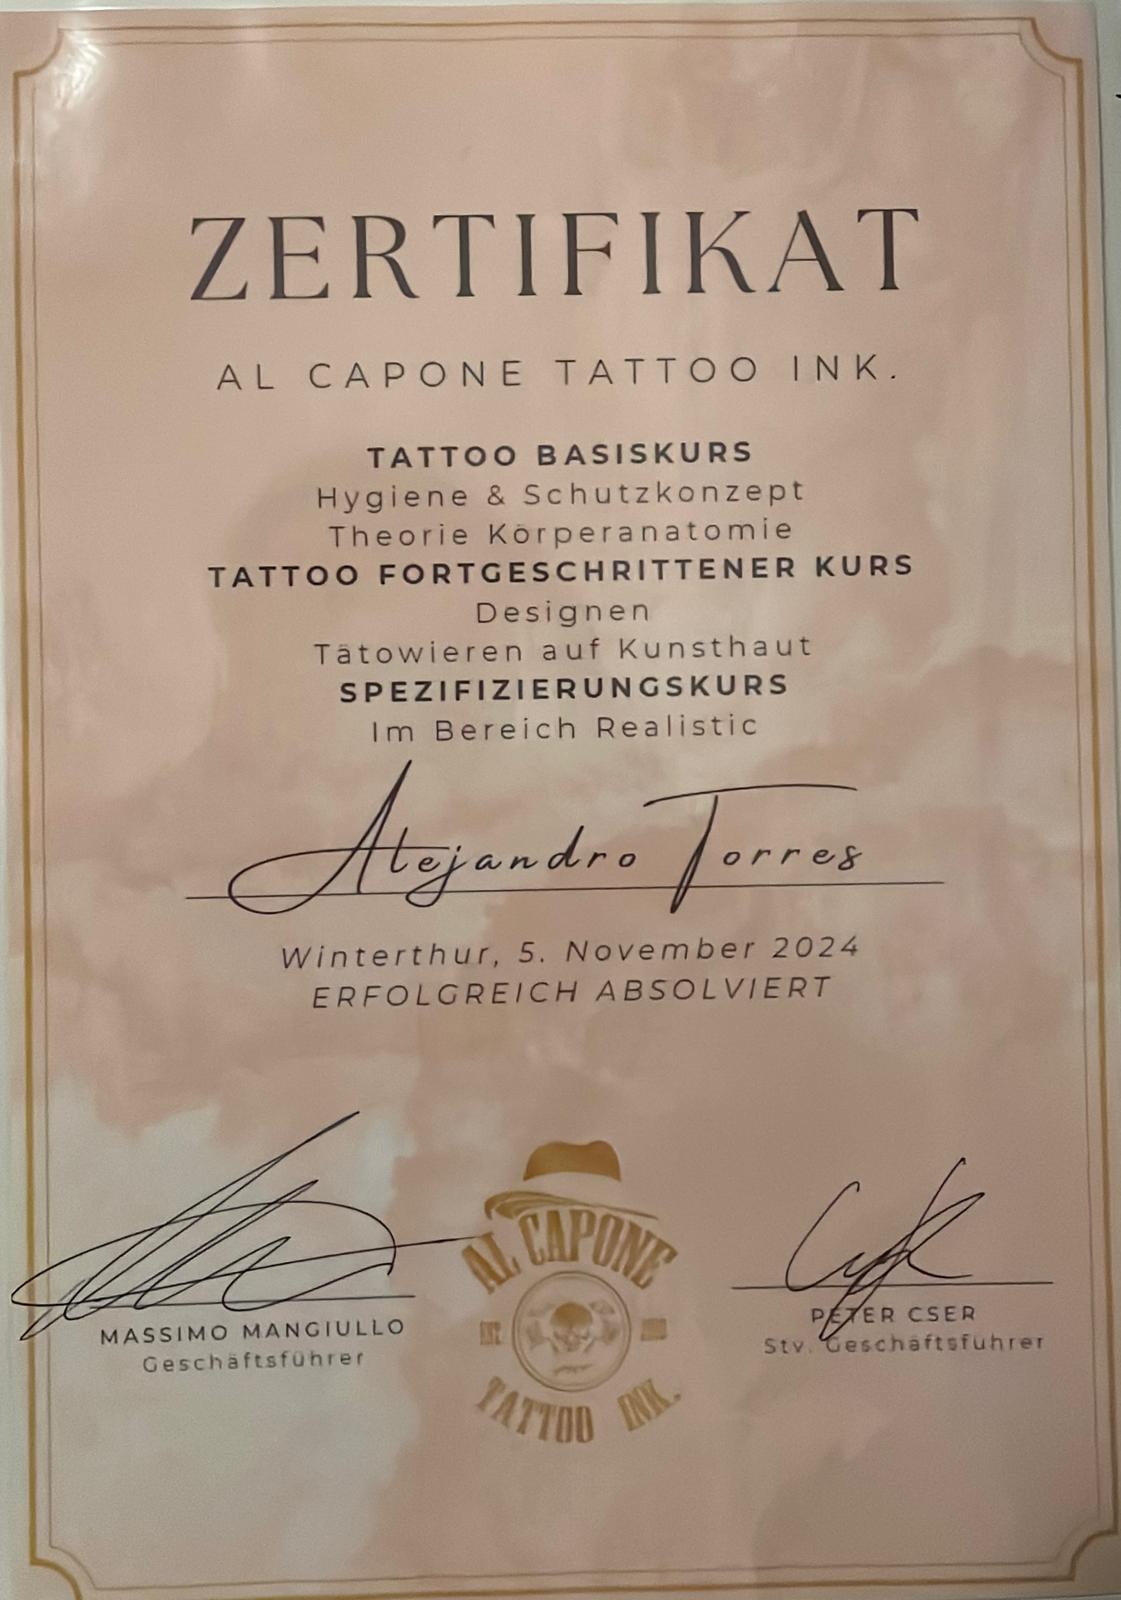 ZERTIFIKAT
AL CAPONE TATTOO INK.
TATTOO BASISKURS
Hygiene & Schutzkonzept
Theorie Körperanatomie
TATTOO FORTGESCHRITTENER KURS
Designen
Tätowieren auf Kunsthaut
SPEZIFIZIERUNGSKURS
Im Bereich Realistic
Alejandro Torres
Winterthur, 5. November 2024
ERFOLGREICH ABSOLVIERT
MASSIMO MANGIULLO
Geschäftsführer
AL CAPONE
EST.
TATTOO INK.
PETER CSER
Stv. Geschäftsführer